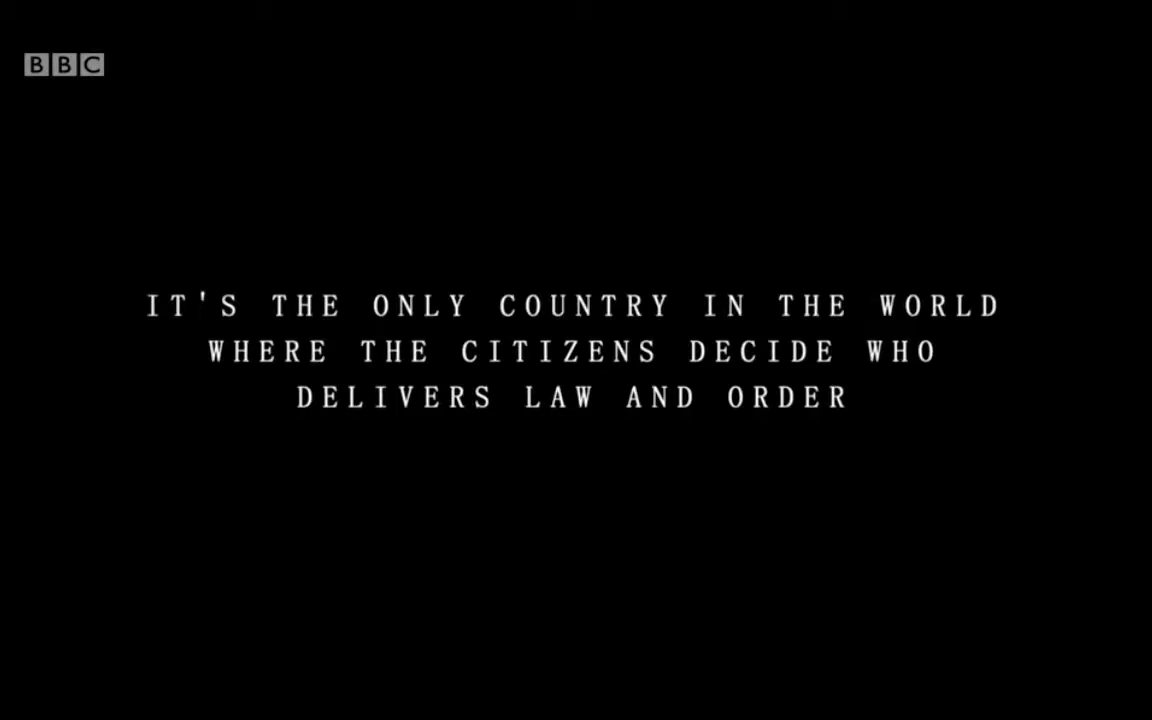 BBC
IT'S THE ONLY COUNTRY IN THE WORLD
WHERE THE CITIZENS DECIDE WHO
DELIVERS LAW AND ORDER